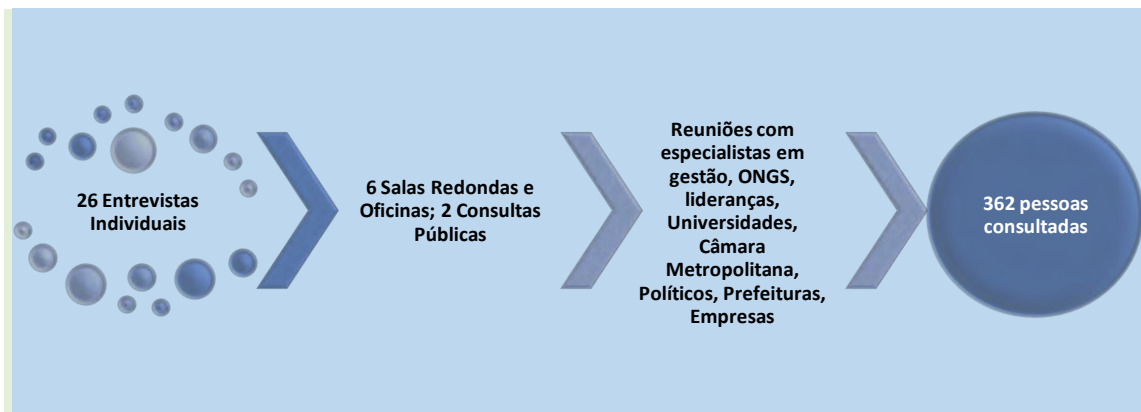 26 Entrevistas
Individuais
6 Salas Redondas e
Oficinas; 2 Consultas
Públicas
Reuniões com
especialistas em
gestão, ONGS,
lideranças,
Universidades,
Câmara
Metropolitana,
Políticos, Prefeituras,
Empresas
362 pessoas
consultadas